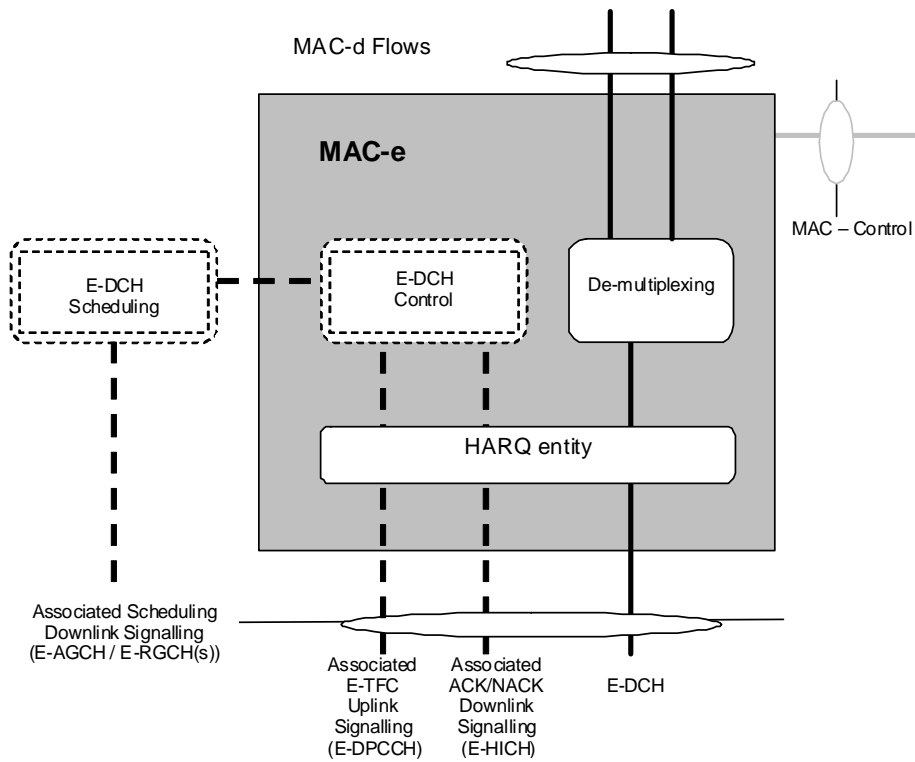 MAC-d Flows
MAC-e
MAC – Control
E-DCH
Scheduling
E-DCH
Control
De-multiplexing
HARQ entity
Associated Scheduling
Downlink Signalling
(E-AGCH / E-RGCH(s))
Associated
E-TFC
Uplink
Signalling
(E-DPCCH)
Associated
ACK/NACK
Downlink
Signalling
(E-HICH)
E-DCH